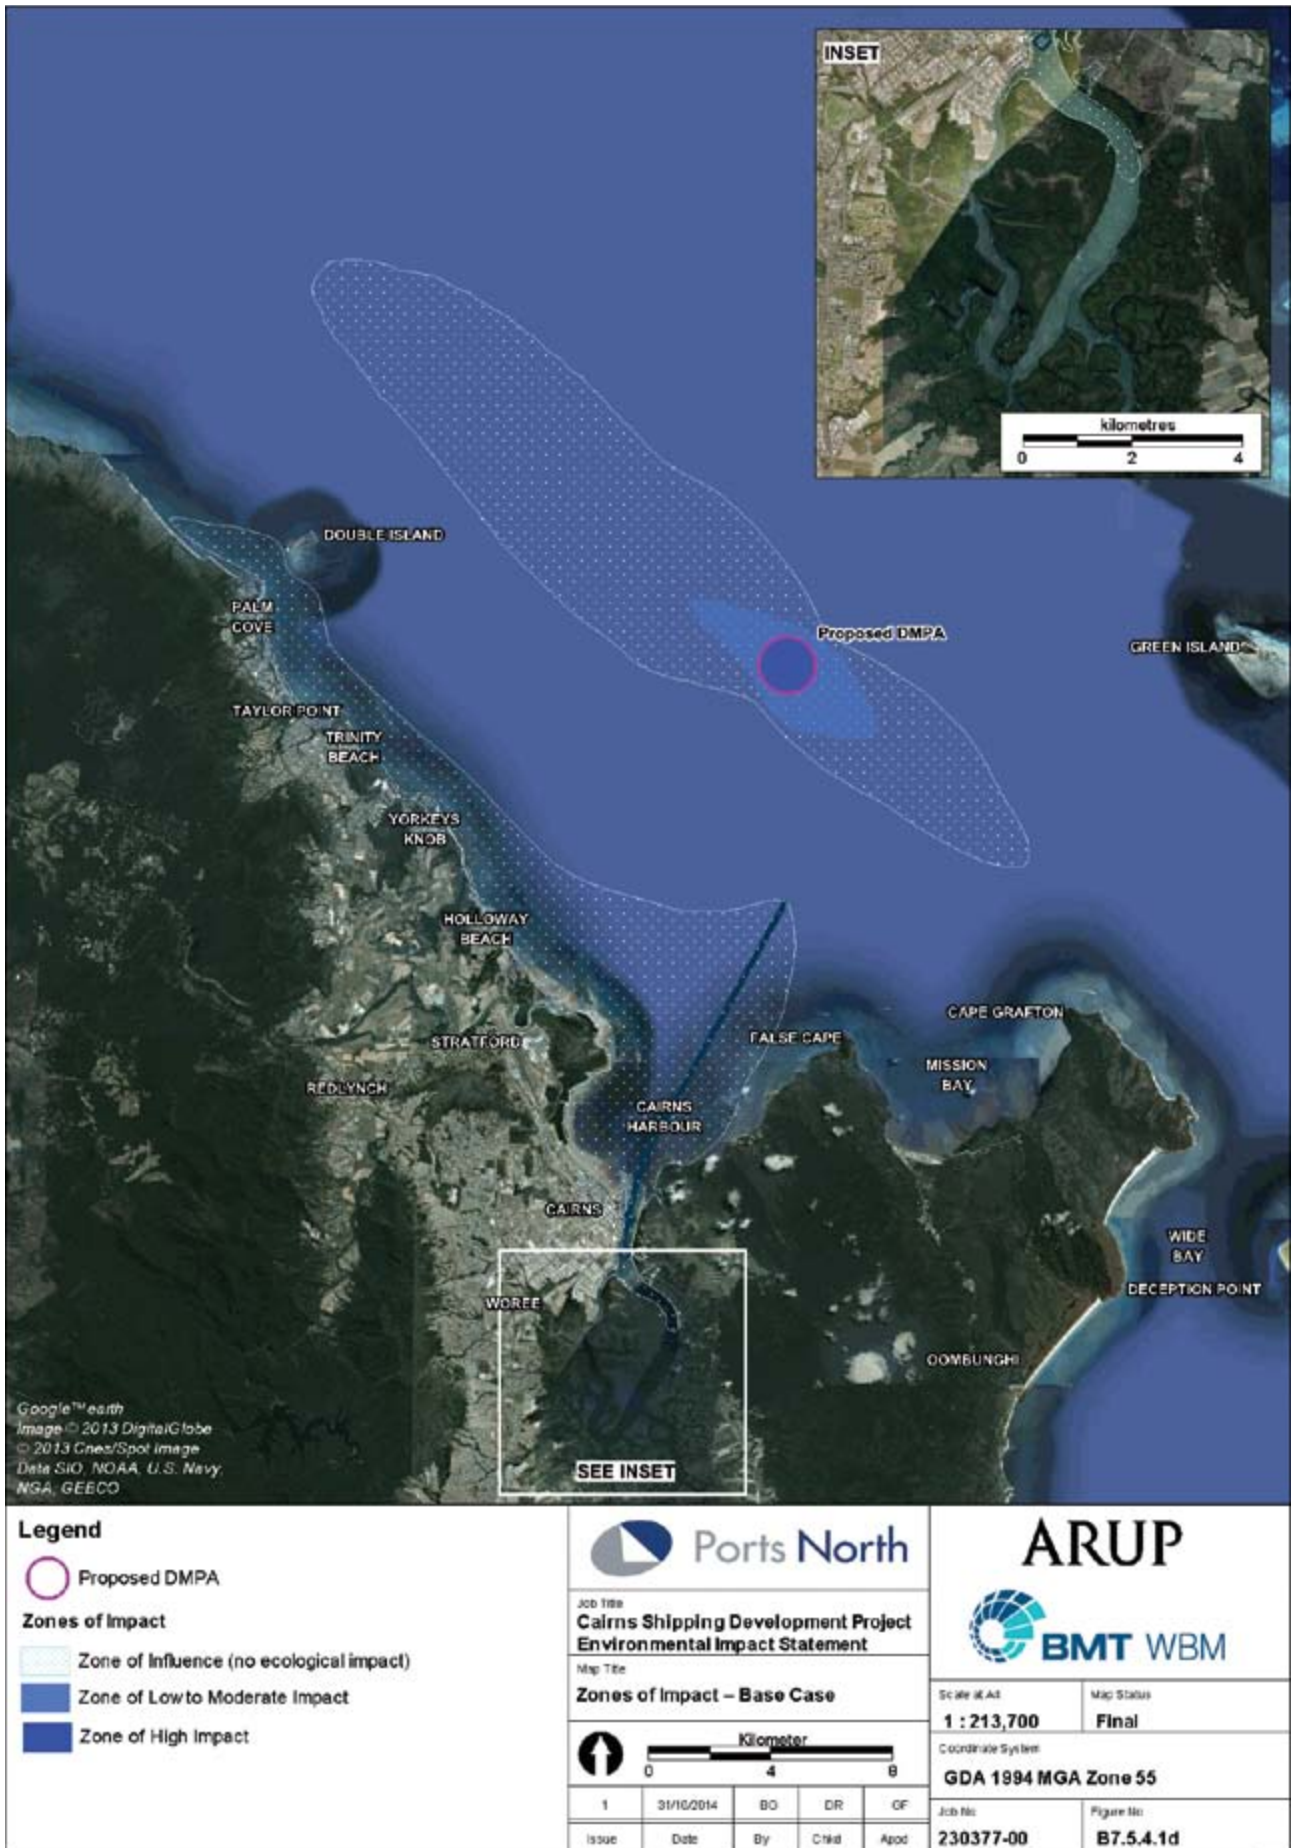 INSET
kilometres
0 2 4
DOUBLE ISLAND
PALM
COVE
Proposed DMPA
GREEN ISLAND
TAYLOR POINT
TRINITY
BEACH
YORKEYS
KNOB
HOLLOWAY
BEACH
STRATFORD
REDLYNCH
CAPE GRAFTON
FALSE CAPE
MISSION
BAY
CAIRNS
HARBOUR
CAIRNS
WIDE
BAY
DECEPTION POINT
WOREE
OOMBUNGHI
SEE INSET
Google™ earth
Image © 2013 DigitalGlobe
© 2013 Cnes/Spot Image
Data SIO, NOAA, U.S. Navy,
NGA, GEBCO
Legend
Proposed DMPA
Zones of Impact
Zone of Influence (no ecological impact)
Zone of Low to Moderate Impact
Zone of High Impact
Ports North
Job Title
Cairns Shipping Development Project
Environmental Impact Statement
Map Title
Zones of Impact – Base Case
Kilometer
0 4 8
1 31/10/2014 BO DR GF
Issue Date By Chkd Appd
ARUP
BMT WBM
Scale at A4
1 : 213,700
Map Status
Final
Coordinate System
GDA 1994 MGA Zone 55
Job No
230377-00
Figure No
B7.5.4.1d